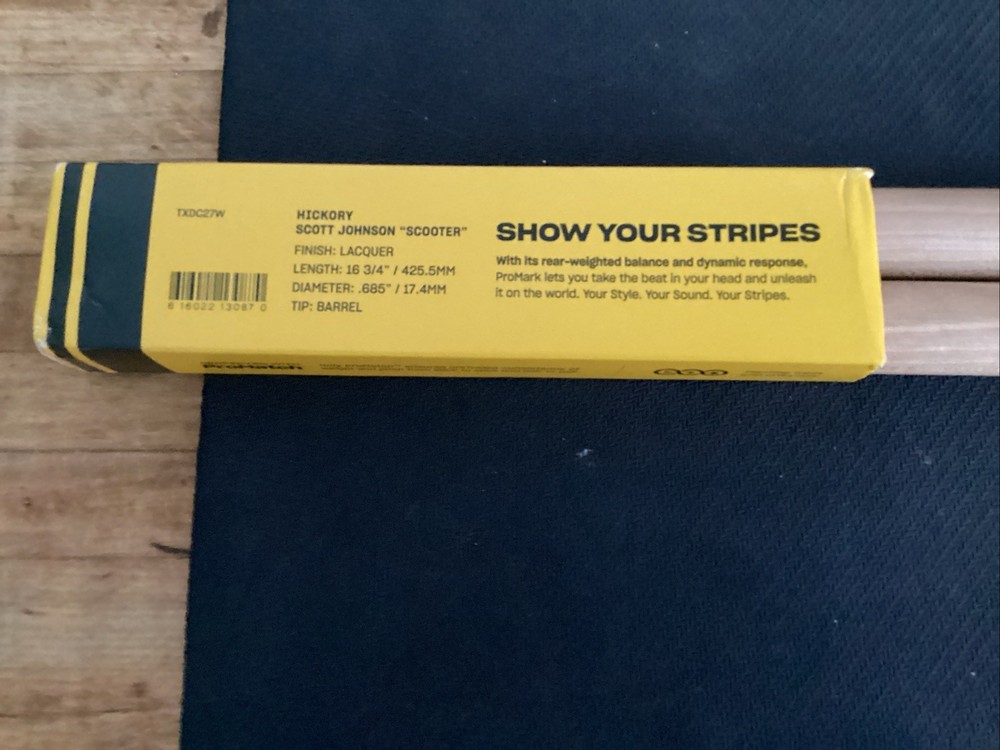 TXDC27W
6 16022 13087 0
HICKORY
SCOTT JOHNSON "SCOOTER"
FINISH: LACQUER
LENGTH: 16 3/4" / 425.5MM
DIAMETER: .685" / 17.4MM
TIP: BARREL
SHOW YOUR STRIPES
With its rear-weighted balance and dynamic response,
ProMark lets you take the beat in your head and unleash
it on the world. Your Style. Your Sound. Your Stripes.
ProMatch